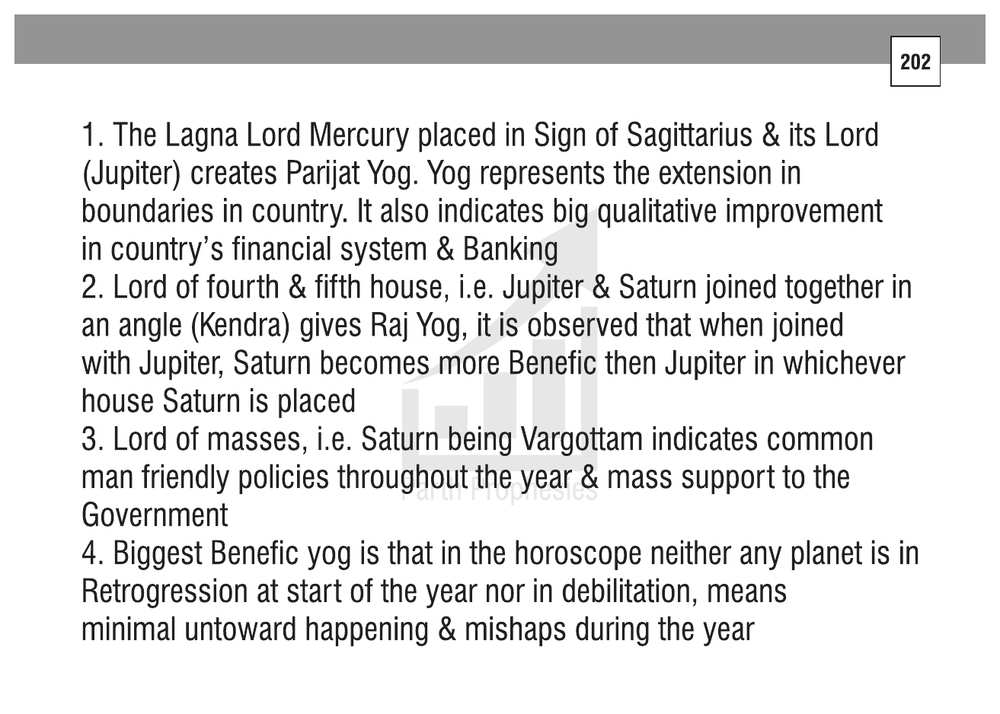 202
1. The Lagna Lord Mercury placed in Sign of Sagittarius & its Lord
(Jupiter) creates Parijat Yog. Yog represents the extension in
boundaries in country. It also indicates big qualitative improvement
in country’s financial system & Banking
2. Lord of fourth & fifth house, i.e. Jupiter & Saturn joined together in
an angle (Kendra) gives Raj Yog, it is observed that when joined
with Jupiter, Saturn becomes more Benefic then Jupiter in whichever
house Saturn is placed
3. Lord of masses, i.e. Saturn being Vargottam indicates common
man friendly policies throughout the year & mass support to the
Parth Prophesies
Government
4. Biggest Benefic yog is that in the horoscope neither any planet is in
Retrogression at start of the year nor in debilitation, means
minimal untoward happening & mishaps during the year